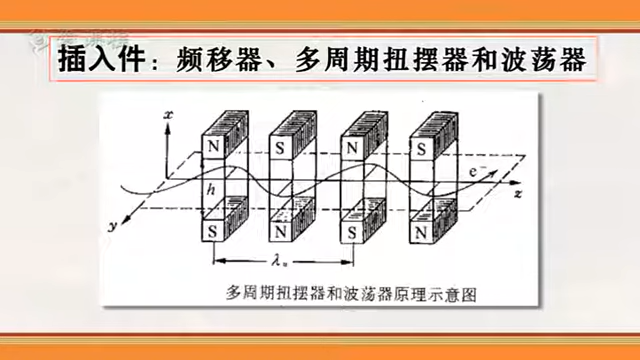 插入件：频移器、多周期扭摆器和波荡器
x
N S N S
h
e⁻
z
y
S N S N
λᵤ
多周期扭摆器和波荡器原理示意图